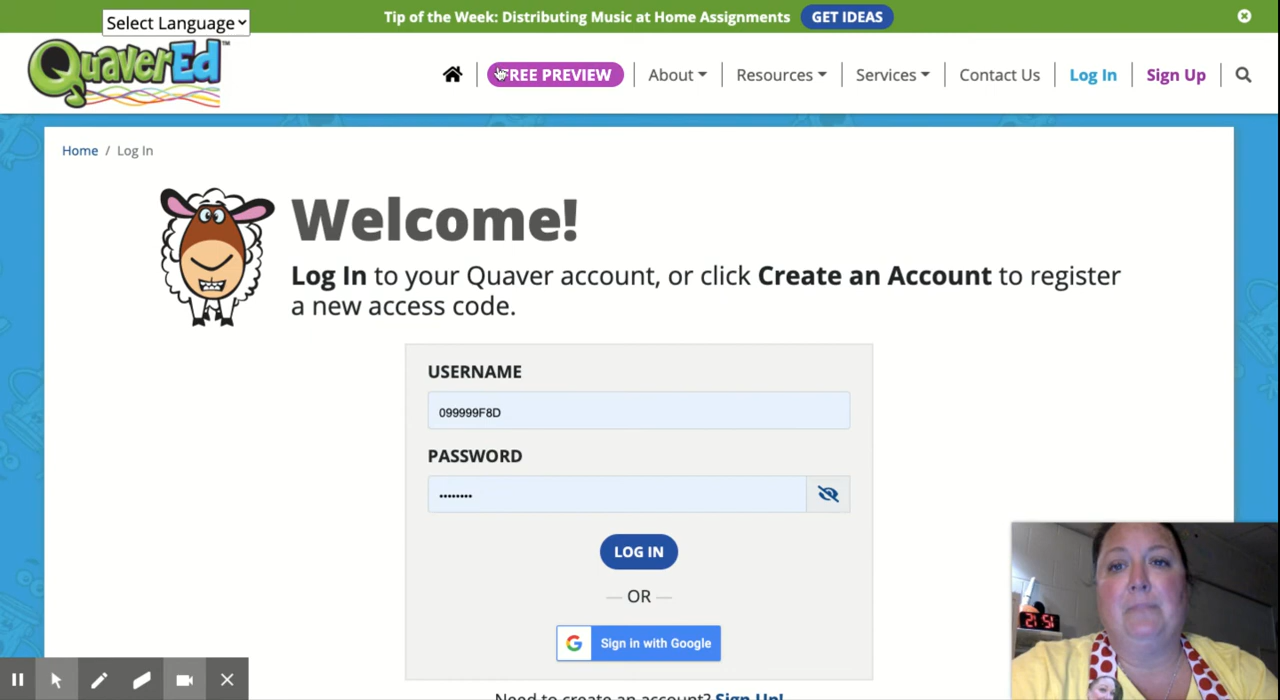 Select Language
Tip of the Week: Distributing Music at Home Assignments GET IDEAS
QuaverEd™
FREE PREVIEW About Resources Services Contact Us Log In Sign Up
Home / Log In
Welcome!
Log In to your Quaver account, or click Create an Account to register
a new access code.
USERNAME
099999F8D
PASSWORD
••••••••
LOG IN
OR
G Sign in with Google
Need to create an account? Sign Up!